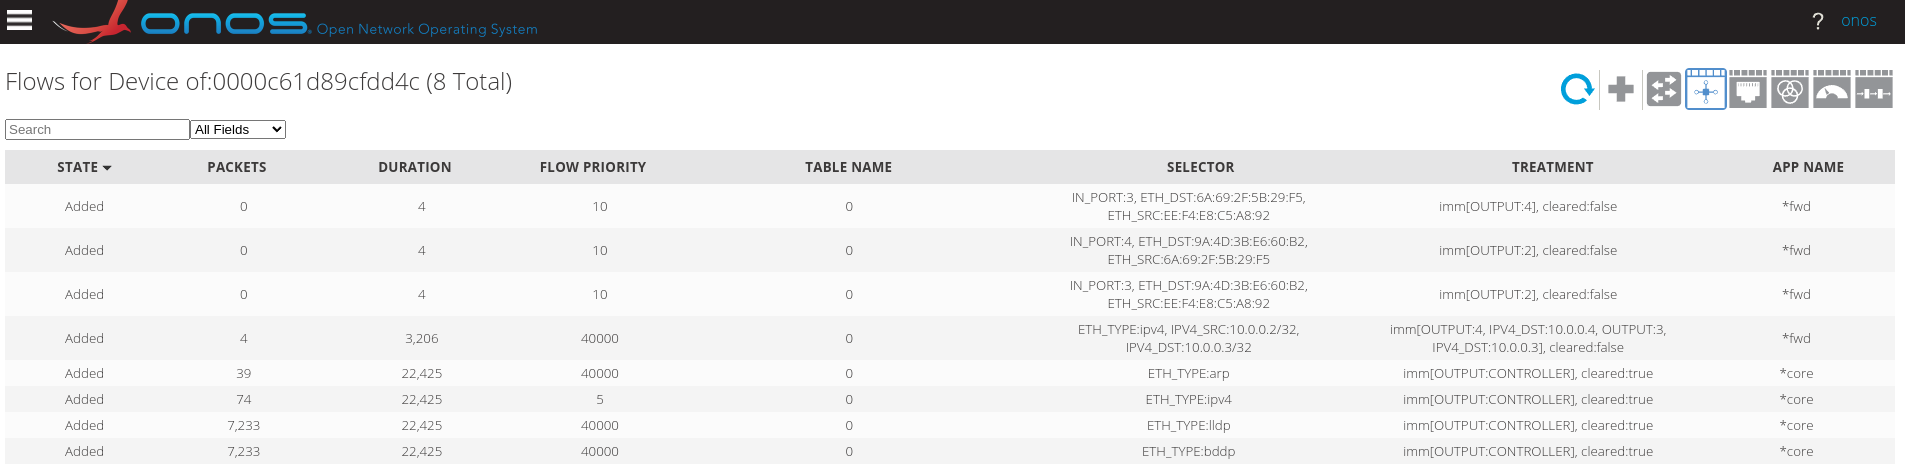 onos Open Network Operating System ? onos
Flows for Device of:0000c61d89cfdd4c (8 Total)
Search All Fields
STATE PACKETS DURATION FLOW PRIORITY TABLE NAME SELECTOR TREATMENT APP NAME
Added 0 4 10 0 IN_PORT:3, ETH_DST:6A:69:2F:5B:29:F5, ETH_SRC:EE:F4:E8:C5:A8:92 imm[OUTPUT:4], cleared:false *fwd
Added 0 4 10 0 IN_PORT:4, ETH_DST:9A:4D:3B:E6:60:B2, ETH_SRC:6A:69:2F:5B:29:F5 imm[OUTPUT:2], cleared:false *fwd
Added 0 4 10 0 IN_PORT:3, ETH_DST:9A:4D:3B:E6:60:B2, ETH_SRC:EE:F4:E8:C5:A8:92 imm[OUTPUT:2], cleared:false *fwd
Added 4 3,206 40000 0 ETH_TYPE:ipv4, IPV4_SRC:10.0.0.2/32, IPV4_DST:10.0.0.3/32 imm[OUTPUT:4, IPV4_DST:10.0.0.4, OUTPUT:3, IPV4_DST:10.0.0.3], cleared:false *fwd
Added 39 22,425 40000 0 ETH_TYPE:arp imm[OUTPUT:CONTROLLER], cleared:true *core
Added 74 22,425 5 0 ETH_TYPE:ipv4 imm[OUTPUT:CONTROLLER], cleared:true *core
Added 7,233 22,425 40000 0 ETH_TYPE:lldp imm[OUTPUT:CONTROLLER], cleared:true *core
Added 7,233 22,425 40000 0 ETH_TYPE:bddp imm[OUTPUT:CONTROLLER], cleared:true *core